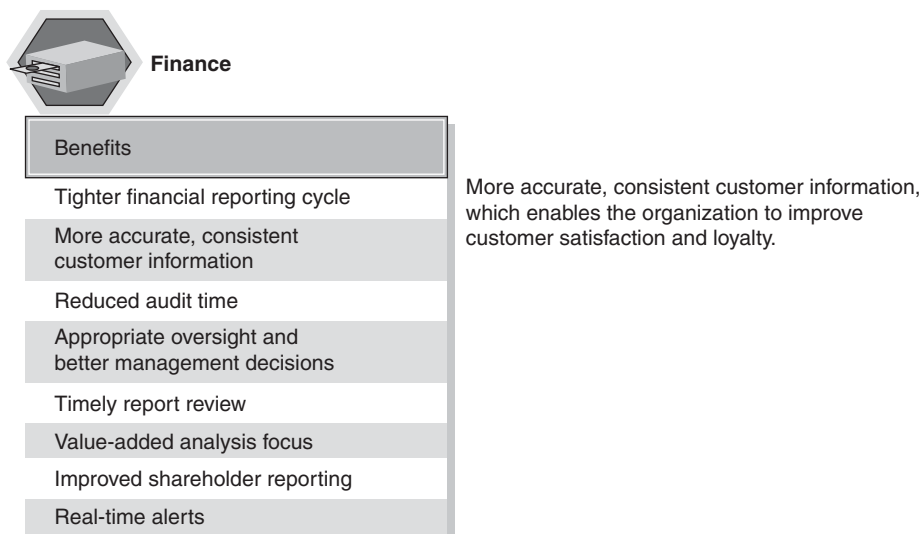 Finance
Benefits
Tighter financial reporting cycle
More accurate, consistent
customer information
Reduced audit time
Appropriate oversight and
better management decisions
Timely report review
Value-added analysis focus
Improved shareholder reporting
Real-time alerts
More accurate, consistent customer information,
which enables the organization to improve
customer satisfaction and loyalty.